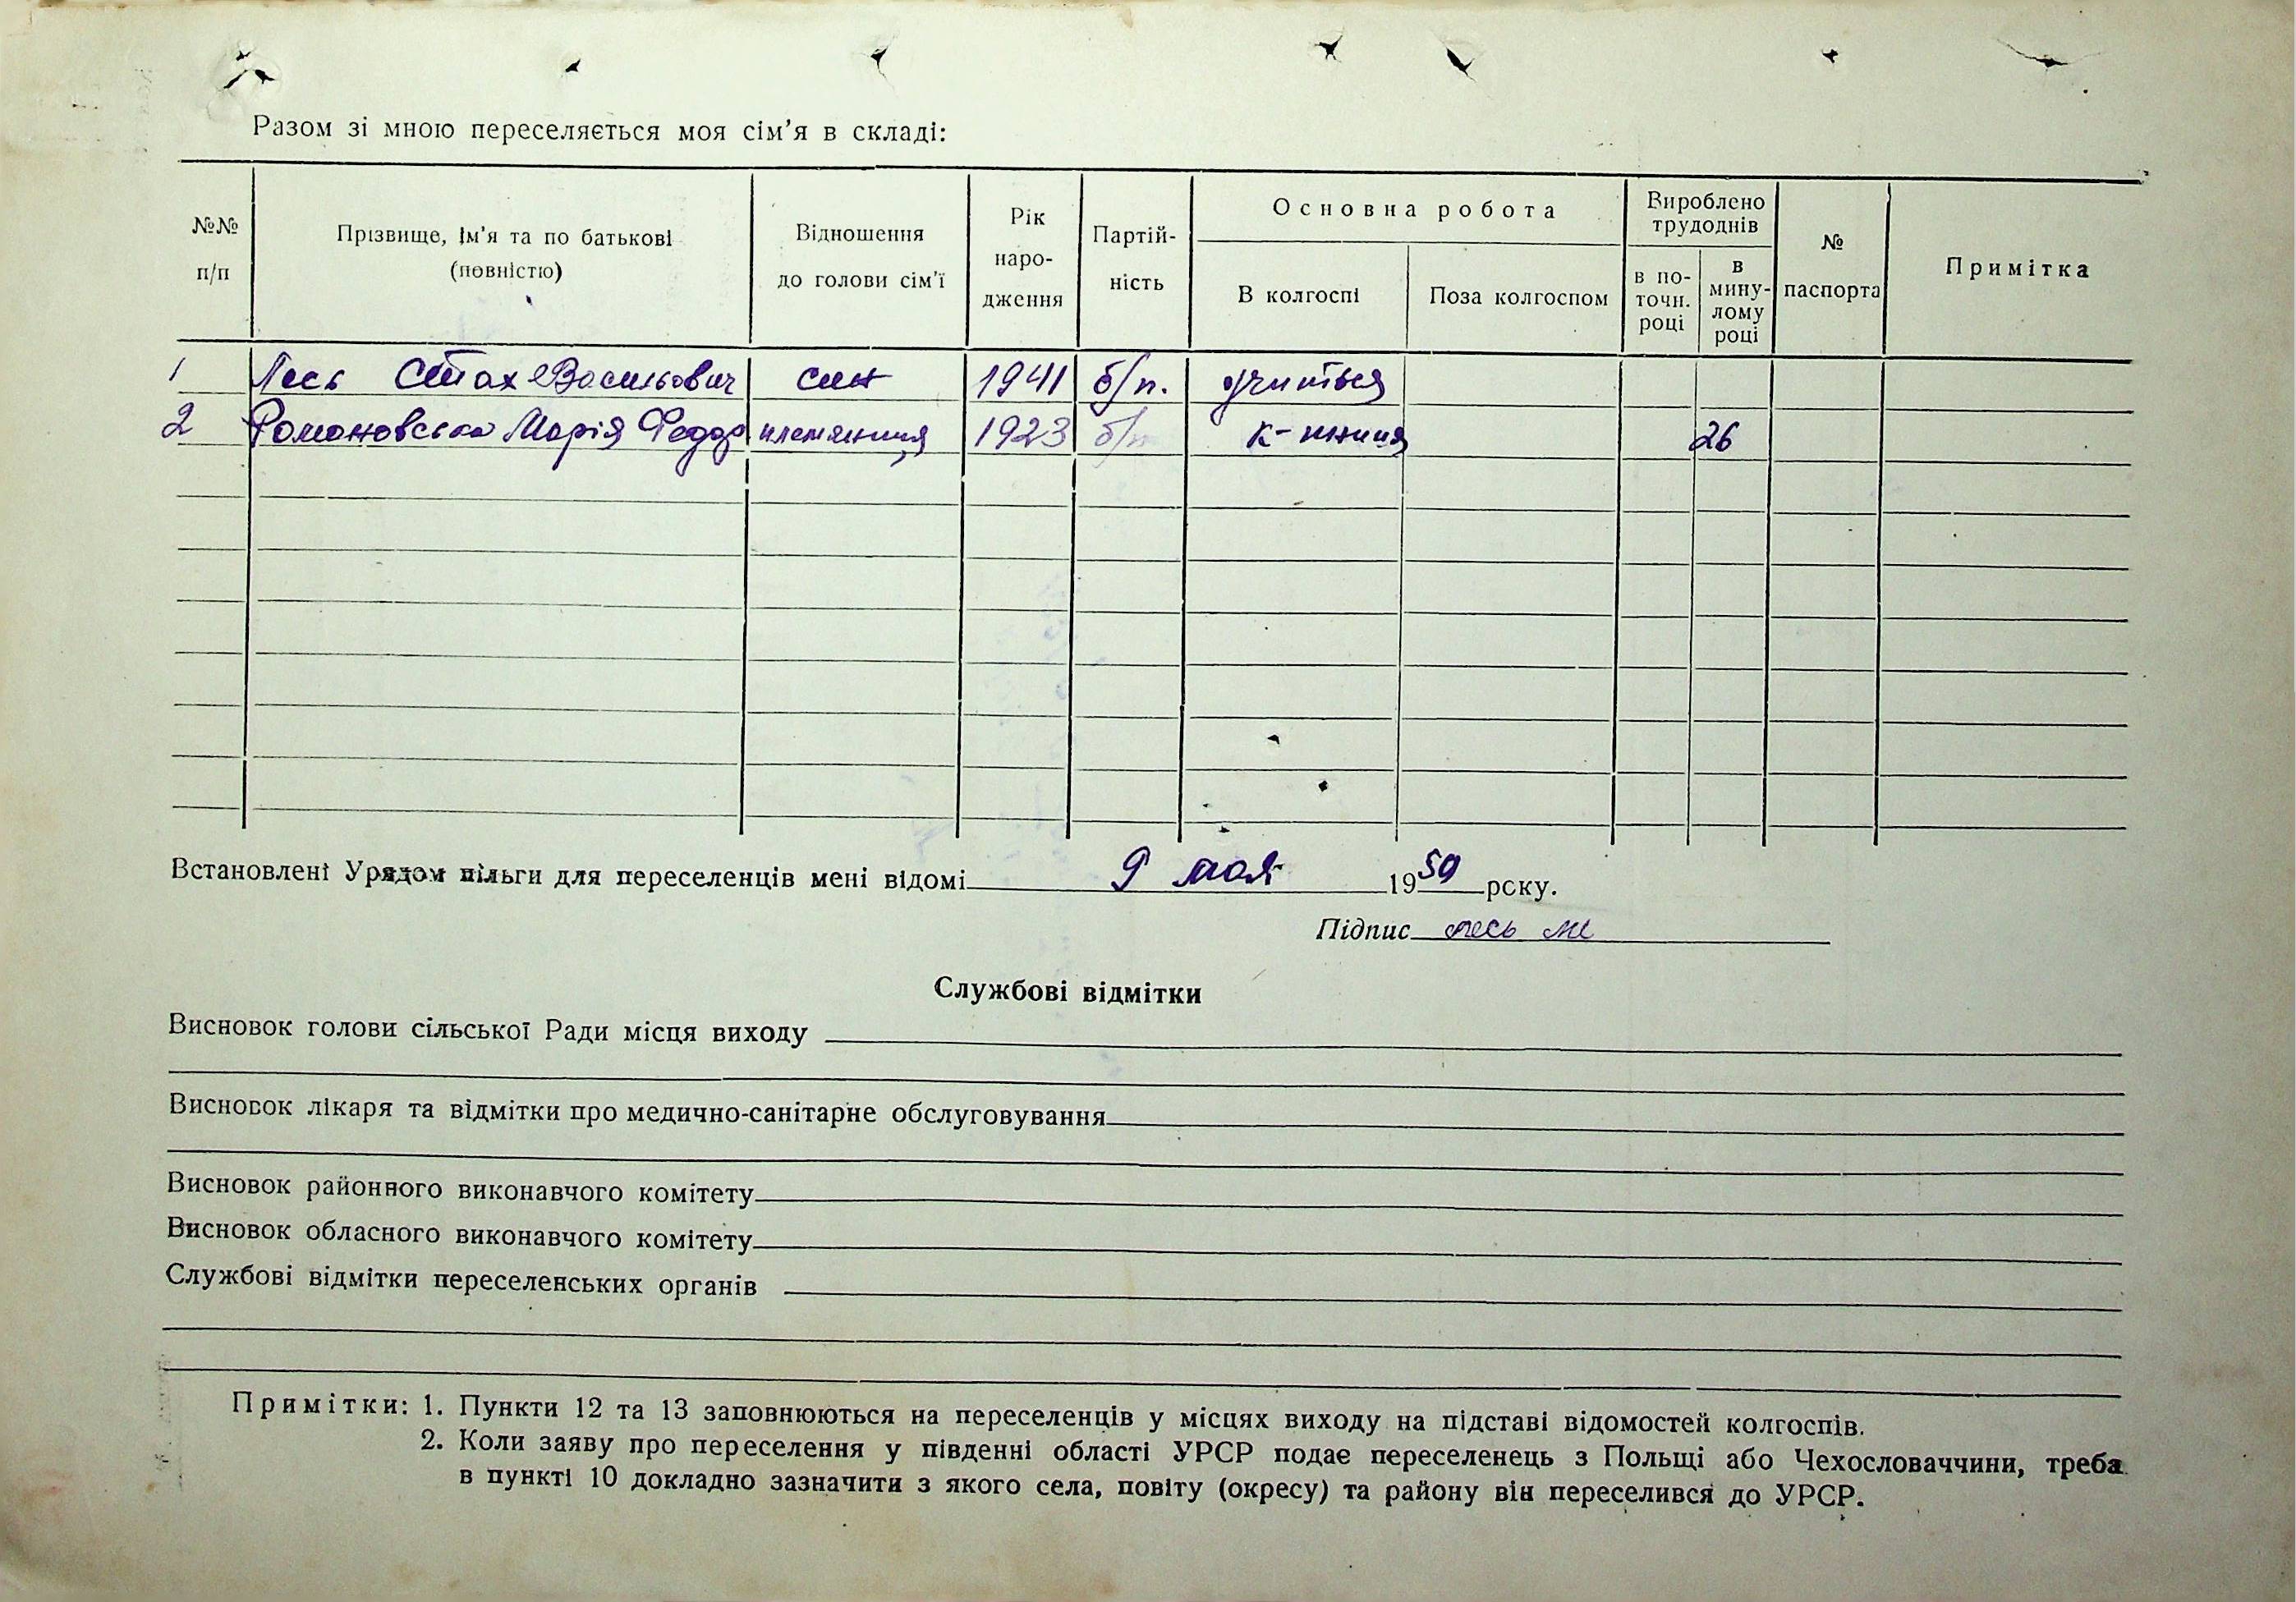 Разом зі мною переселяється моя сім'я в складі:
№№ п/п
Прізвище, ім'я та по батькові (повністю)
Відношення до голови сім'ї
Рік народження
Партійність
Основна робота
В колгоспі
Поза колгоспом
Вироблено трудоднів
в поточн. році
в минулому році
№ паспорта
Примітка
1 Лесь Стах Васильович син 1941 б/п. учиться
2 Романовська Марія Федор племянниця 1923 б/п к-ниця 26
Встановлені Урядом пільги для переселенців мені відомі 9 мая 1959 року.
Підпис лесь
Службові відмітки
Висновок голови сільської Ради місця виходу
Висновок лікаря та відмітки про медично-санітарне обслуговування
Висновок районного виконавчого комітету
Висновок обласного виконавчого комітету
Службові відмітки переселенських органів
Примітки: 1. Пункти 12 та 13 заповнюються на переселенців у місцях виходу на підставі відомостей колгоспів.
2. Коли заяву про переселення у південні області УРСР подає переселенець з Польщі або Чехословаччини, треба
в пункті 10 докладно зазначити з якого села, повіту (окресу) та району він переселився до УРСР.